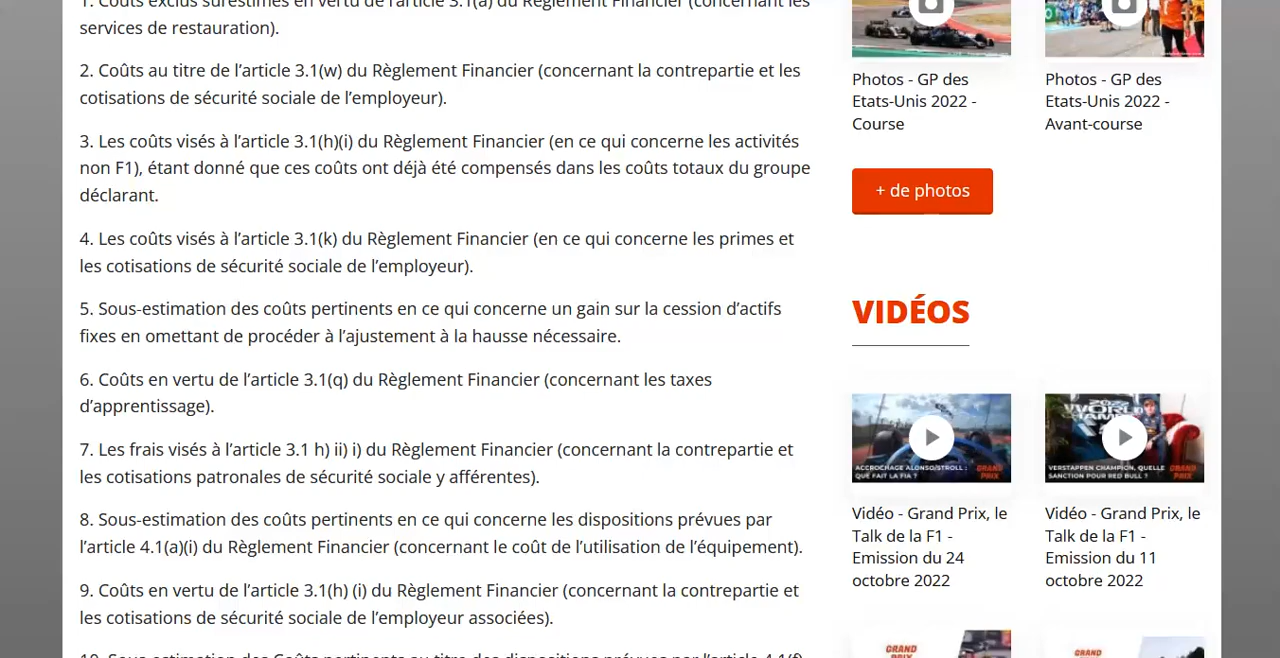 1. Coûts exclus surestimés en vertu de l’article 3.1(a) du Règlement Financier (concernant les
services de restauration).
2. Coûts au titre de l’article 3.1(w) du Règlement Financier (concernant la contrepartie et les
cotisations de sécurité sociale de l’employeur).
3. Les coûts visés à l’article 3.1(h)(i) du Règlement Financier (en ce qui concerne les activités
non F1), étant donné que ces coûts ont déjà été compensés dans les coûts totaux du groupe
déclarant.
4. Les coûts visés à l’article 3.1(k) du Règlement Financier (en ce qui concerne les primes et
les cotisations de sécurité sociale de l’employeur).
5. Sous-estimation des coûts pertinents en ce qui concerne un gain sur la cession d’actifs
fixes en omettant de procéder à l’ajustement à la hausse nécessaire.
6. Coûts en vertu de l’article 3.1(q) du Règlement Financier (concernant les taxes
d’apprentissage).
7. Les frais visés à l’article 3.1 h) ii) i) du Règlement Financier (concernant la contrepartie et
les cotisations patronales de sécurité sociale y afférentes).
8. Sous-estimation des coûts pertinents en ce qui concerne les dispositions prévues par
l’article 4.1(a)(i) du Règlement Financier (concernant le coût de l’utilisation de l’équipement).
9. Coûts en vertu de l’article 3.1(h) (i) du Règlement Financier (concernant la contrepartie et
les cotisations de sécurité sociale de l’employeur associées).
10. Sous-estimation des Coûts pertinents au titre des dispositions prévues par l’article 4.1(f)
Photos - GP des
Etats-Unis 2022 -
Course
Photos - GP des
Etats-Unis 2022 -
Avant-course
+ de photos
VIDÉOS
ACCROCHAGE ALONSO/STROLL :
QUE FAIT LA FIA ?
GRAND
PRIX
2022
WORLD
VERSTAPPEN CHAMPION, QUELLE
SANCTION POUR RED BULL ?
GRAND
PRIX
Vidéo - Grand Prix, le
Talk de la F1 -
Emission du 24
octobre 2022
Vidéo - Grand Prix, le
Talk de la F1 -
Emission du 11
octobre 2022
GRAND
PRIX
GRAND